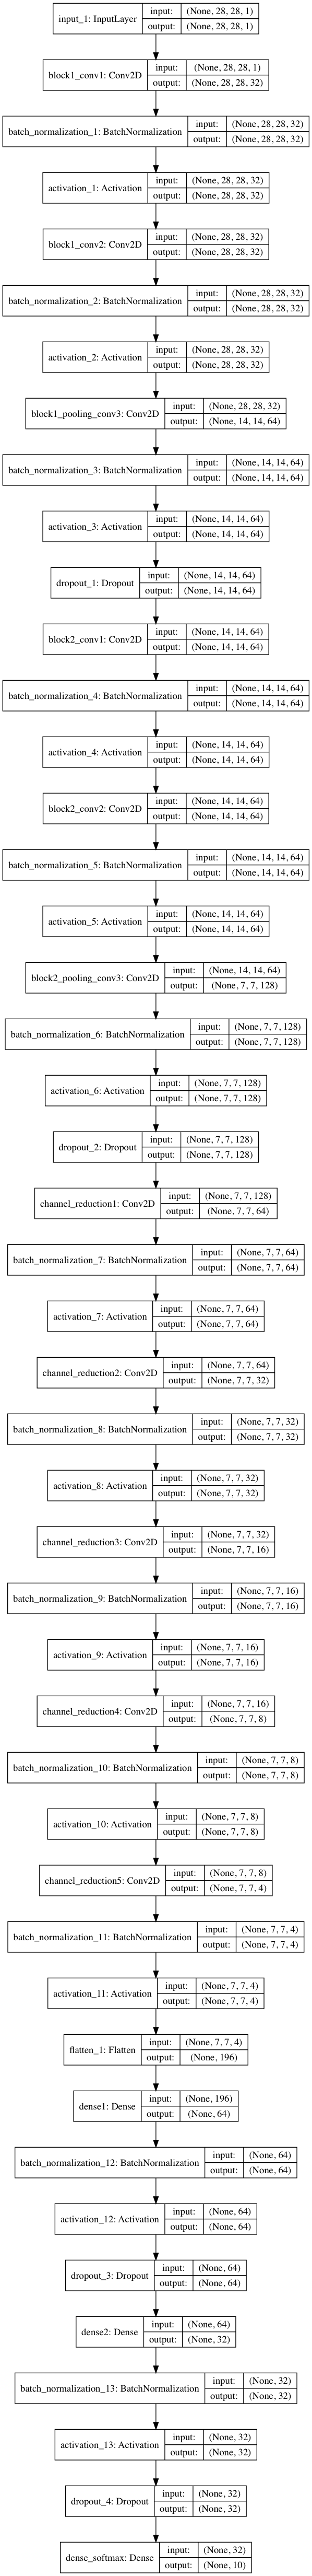 input_1: InputLayer
input: (None, 28, 28, 1)
output: (None, 28, 28, 1)
block1_conv1: Conv2D
input: (None, 28, 28, 1)
output: (None, 28, 28, 32)
batch_normalization_1: BatchNormalization
input: (None, 28, 28, 32)
output: (None, 28, 28, 32)
activation_1: Activation
input: (None, 28, 28, 32)
output: (None, 28, 28, 32)
block1_conv2: Conv2D
input: (None, 28, 28, 32)
output: (None, 28, 28, 32)
batch_normalization_2: BatchNormalization
input: (None, 28, 28, 32)
output: (None, 28, 28, 32)
activation_2: Activation
input: (None, 28, 28, 32)
output: (None, 28, 28, 32)
block1_pooling_conv3: Conv2D
input: (None, 28, 28, 32)
output: (None, 14, 14, 64)
batch_normalization_3: BatchNormalization
input: (None, 14, 14, 64)
output: (None, 14, 14, 64)
activation_3: Activation
input: (None, 14, 14, 64)
output: (None, 14, 14, 64)
dropout_1: Dropout
input: (None, 14, 14, 64)
output: (None, 14, 14, 64)
block2_conv1: Conv2D
input: (None, 14, 14, 64)
output: (None, 14, 14, 64)
batch_normalization_4: BatchNormalization
input: (None, 14, 14, 64)
output: (None, 14, 14, 64)
activation_4: Activation
input: (None, 14, 14, 64)
output: (None, 14, 14, 64)
block2_conv2: Conv2D
input: (None, 14, 14, 64)
output: (None, 14, 14, 64)
batch_normalization_5: BatchNormalization
input: (None, 14, 14, 64)
output: (None, 14, 14, 64)
activation_5: Activation
input: (None, 14, 14, 64)
output: (None, 14, 14, 64)
block2_pooling_conv3: Conv2D
input: (None, 14, 14, 64)
output: (None, 7, 7, 128)
batch_normalization_6: BatchNormalization
input: (None, 7, 7, 128)
output: (None, 7, 7, 128)
activation_6: Activation
input: (None, 7, 7, 128)
output: (None, 7, 7, 128)
dropout_2: Dropout
input: (None, 7, 7, 128)
output: (None, 7, 7, 128)
channel_reduction1: Conv2D
input: (None, 7, 7, 128)
output: (None, 7, 7, 64)
batch_normalization_7: BatchNormalization
input: (None, 7, 7, 64)
output: (None, 7, 7, 64)
activation_7: Activation
input: (None, 7, 7, 64)
output: (None, 7, 7, 64)
channel_reduction2: Conv2D
input: (None, 7, 7, 64)
output: (None, 7, 7, 32)
batch_normalization_8: BatchNormalization
input: (None, 7, 7, 32)
output: (None, 7, 7, 32)
activation_8: Activation
input: (None, 7, 7, 32)
output: (None, 7, 7, 32)
channel_reduction3: Conv2D
input: (None, 7, 7, 32)
output: (None, 7, 7, 16)
batch_normalization_9: BatchNormalization
input: (None, 7, 7, 16)
output: (None, 7, 7, 16)
activation_9: Activation
input: (None, 7, 7, 16)
output: (None, 7, 7, 16)
channel_reduction4: Conv2D
input: (None, 7, 7, 16)
output: (None, 7, 7, 8)
batch_normalization_10: BatchNormalization
input: (None, 7, 7, 8)
output: (None, 7, 7, 8)
activation_10: Activation
input: (None, 7, 7, 8)
output: (None, 7, 7, 8)
channel_reduction5: Conv2D
input: (None, 7, 7, 8)
output: (None, 7, 7, 4)
batch_normalization_11: BatchNormalization
input: (None, 7, 7, 4)
output: (None, 7, 7, 4)
activation_11: Activation
input: (None, 7, 7, 4)
output: (None, 7, 7, 4)
flatten_1: Flatten
input: (None, 7, 7, 4)
output: (None, 196)
dense1: Dense
input: (None, 196)
output: (None, 64)
batch_normalization_12: BatchNormalization
input: (None, 64)
output: (None, 64)
activation_12: Activation
input: (None, 64)
output: (None, 64)
dropout_3: Dropout
input: (None, 64)
output: (None, 64)
dense2: Dense
input: (None, 64)
output: (None, 32)
batch_normalization_13: BatchNormalization
input: (None, 32)
output: (None, 32)
activation_13: Activation
input: (None, 32)
output: (None, 32)
dropout_4: Dropout
input: (None, 32)
output: (None, 32)
dense_softmax: Dense
input: (None, 32)
output: (None, 10)